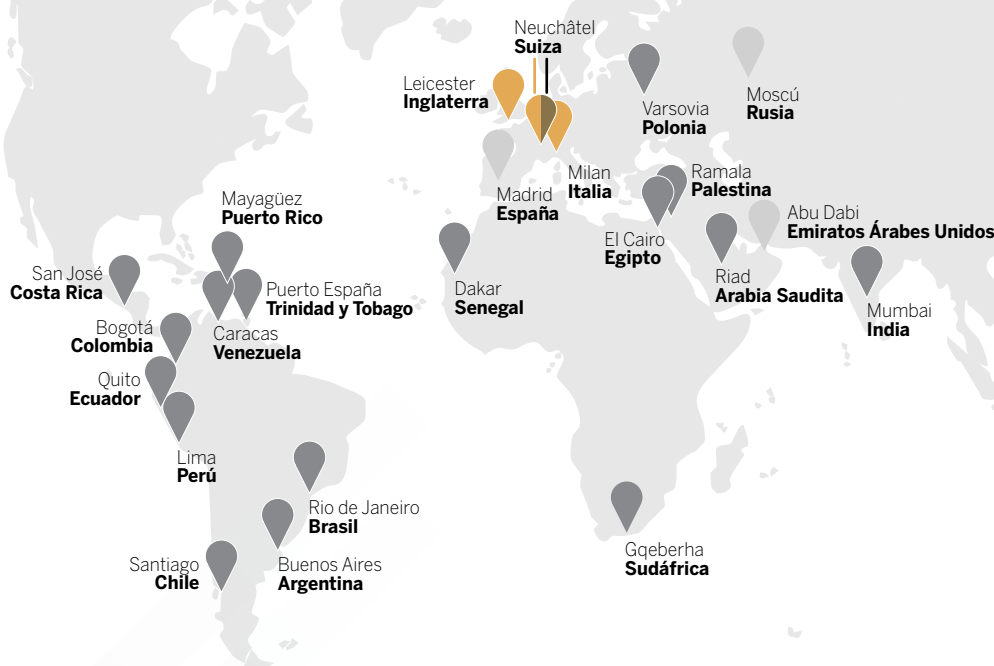 Neuchâtel
Suiza
Leicester
Inglaterra
Varsovia
Polonia
Moscú
Rusia
Milan
Italia
Madrid
España
Ramala
Palestina
Mayagüez
Puerto Rico
Abu Dabi
Emiratos Árabes Unidos
El Cairo
Egipto
San José
Costa Rica
Puerto España
Trinidad y Tobago
Dakar
Senegal
Riad
Arabia Saudita
Mumbai
India
Bogotá
Colombia
Caracas
Venezuela
Quito
Ecuador
Lima
Perú
Rio de Janeiro
Brasil
Gqeberha
Sudáfrica
Santiago
Chile
Buenos Aires
Argentina